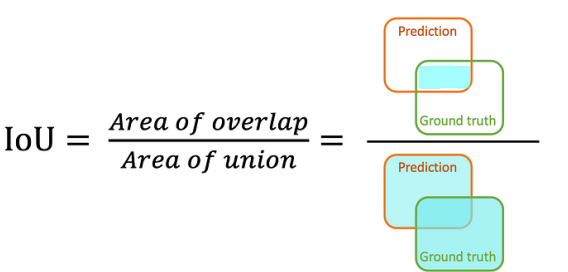 Prediction
Ground truth
IoU = Area of overlap / Area of union =
Prediction
Ground truth